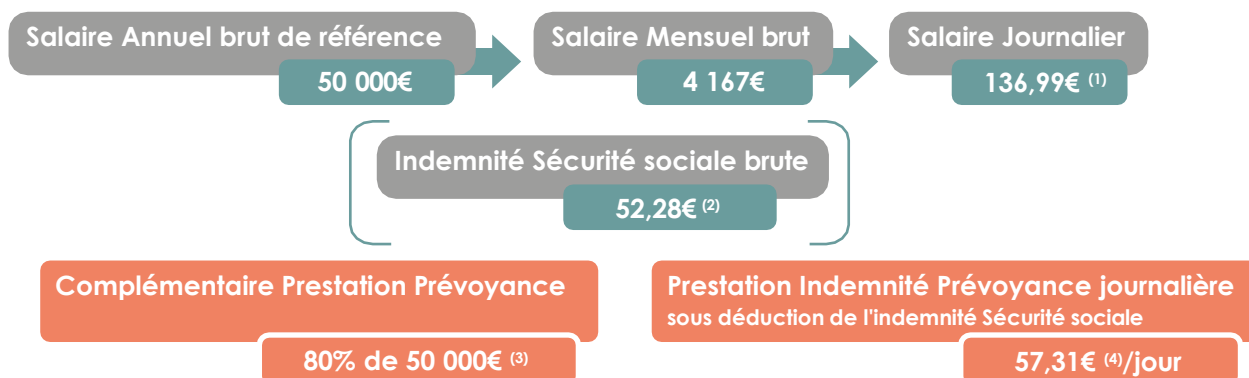 Salaire Annuel brut de référence
50 000€
Salaire Mensuel brut
4 167€
Salaire Journalier
136,99€ (1)
Indemnité Sécurité sociale brute
52,28€ (2)
Complémentaire Prestation Prévoyance
80% de 50 000€ (3)
Prestation Indemnité Prévoyance journalière
sous déduction de l'indemnité Sécurité sociale
57,31€ (4)/jour